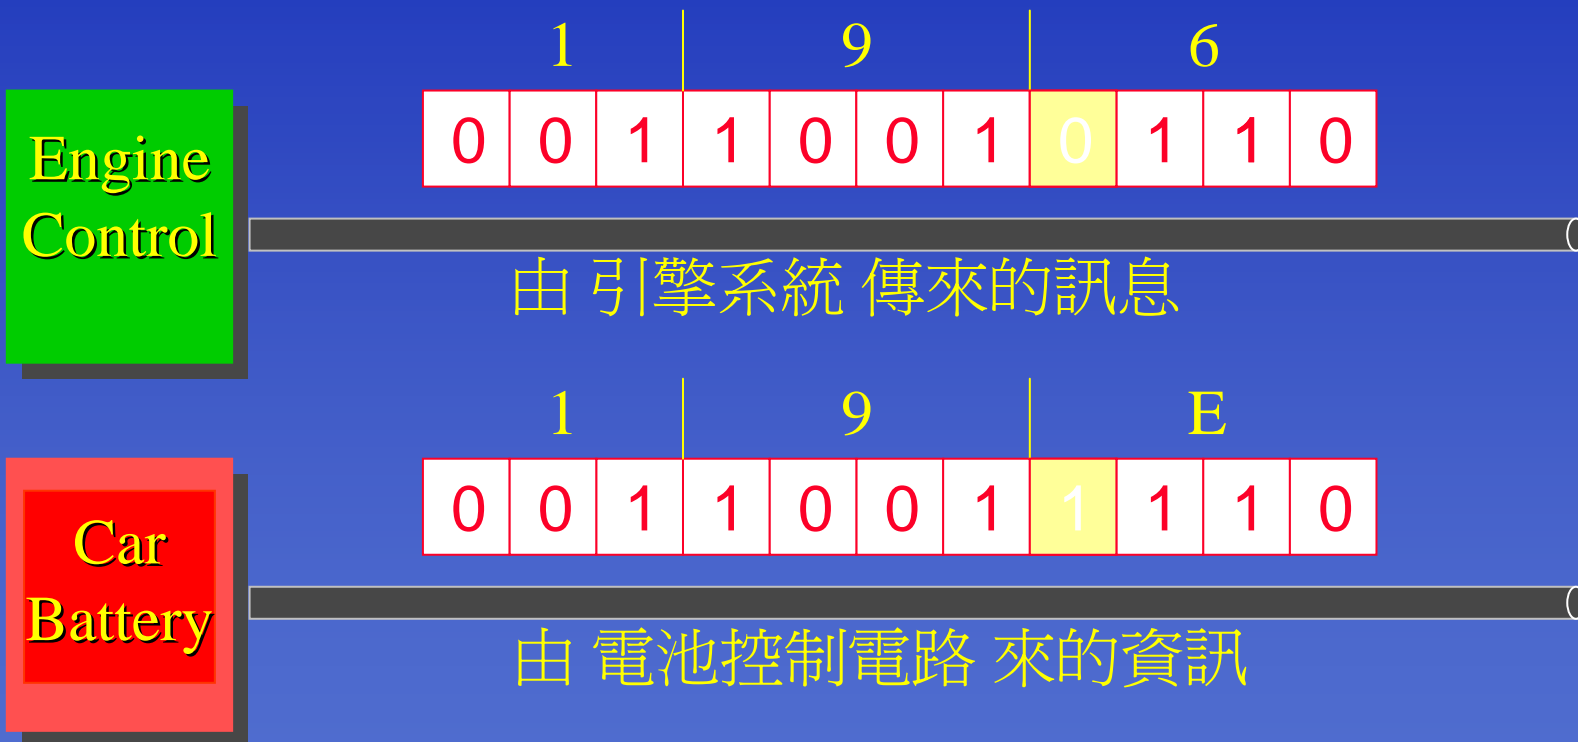 1 9 6
0 0 1 1 0 0 1 0 1 1 0
Engine
Control
由 引擎系統 傳來的訊息
1 9 E
0 0 1 1 0 0 1 1 1 1 0
Car
Battery
由 電池控制電路 來的資訊